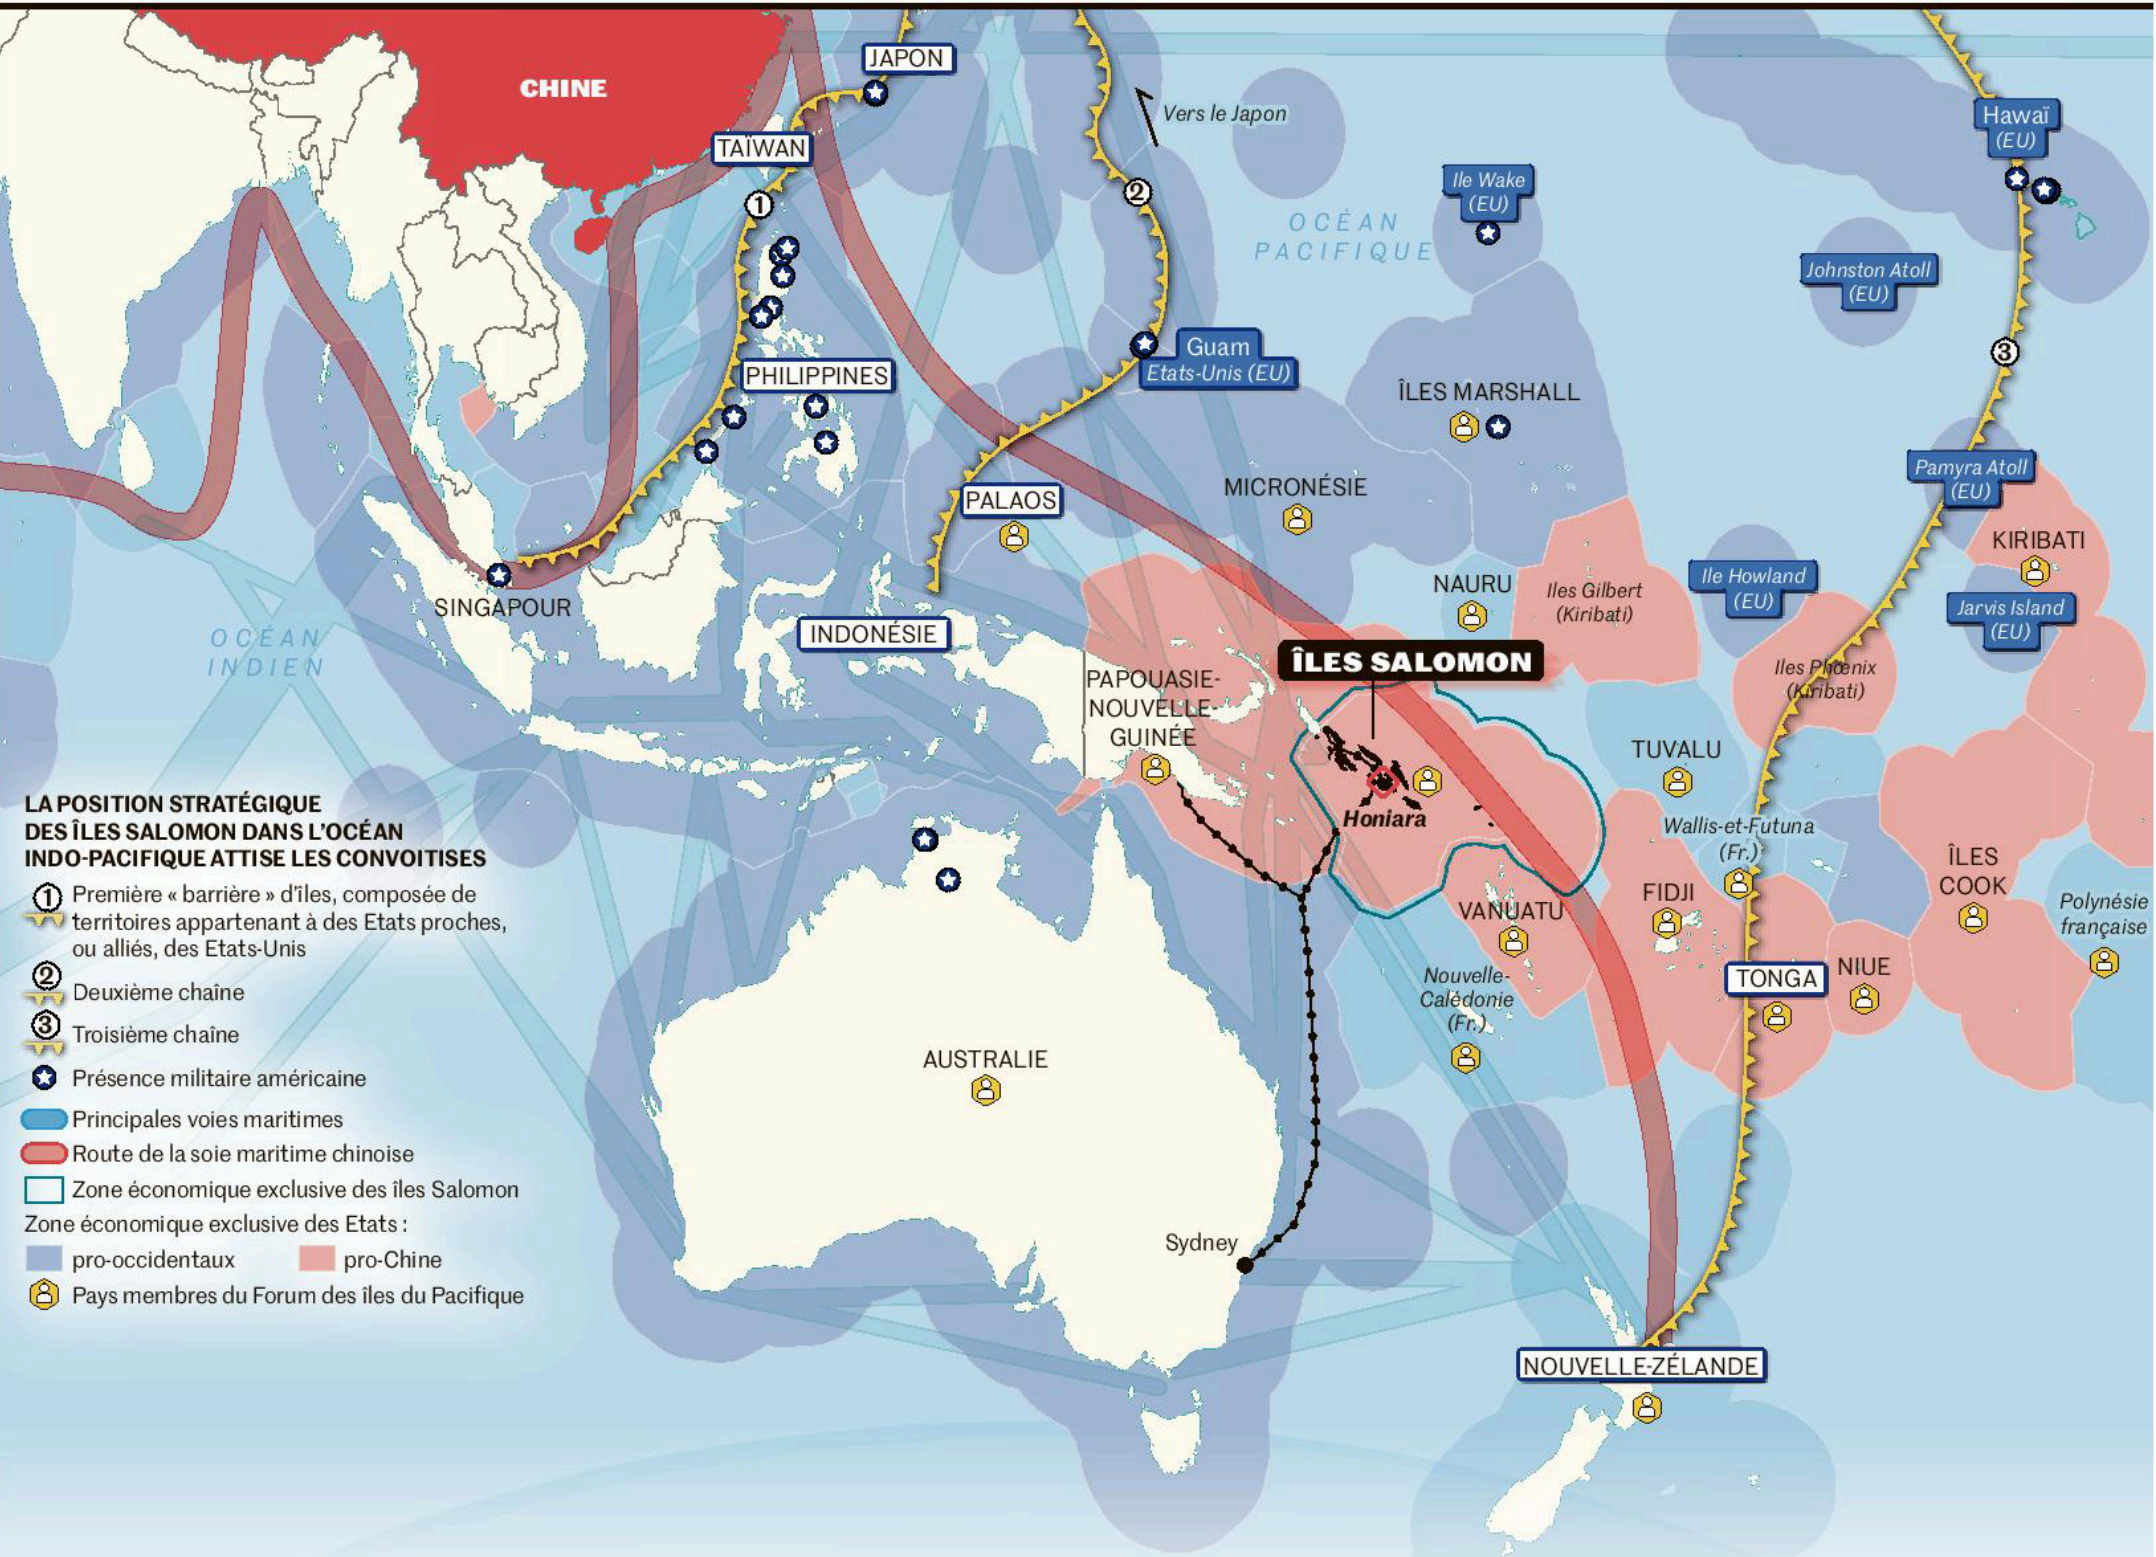 CHINE
JAPON
TAÏWAN
1
2
Vers le Japon
Hawaï
(EU)
Ile Wake
(EU)
OCÉAN
PACIFIQUE
Johnston Atoll
(EU)
3
Guam
Etats-Unis (EU)
PHILIPPINES
ÎLES MARSHALL
Pamyra Atoll
(EU)
MICRONÉSIE
PALAOS
KIRIBATI
NAURU
Iles Gilbert
(Kiribati)
Ile Howland
(EU)
Jarvis Island
(EU)
SINGAPOUR
OCÉAN
INDIEN
INDONÉSIE
ÎLES SALOMON
PAPOUASIE-
NOUVELLE-
GUINÉE
Iles Phœnix
(Kiribati)
TUVALU
Honiara
Wallis-et-Futuna
(Fr.)
ÎLES
COOK
FIDJI
VANUATU
Polynésie
française
Nouvelle-
Calédonie
(Fr.)
TONGA
NIUE
AUSTRALIE
Sydney
NOUVELLE-ZÉLANDE
LA POSITION STRATÉGIQUE
DES ÎLES SALOMON DANS L'OCÉAN
INDO-PACIFIQUE ATTISE LES CONVOITISES
1 Première « barrière » d'îles, composée de
territoires appartenant à des Etats proches,
ou alliés, des Etats-Unis
2 Deuxième chaîne
3 Troisième chaîne
Présence militaire américaine
Principales voies maritimes
Route de la soie maritime chinoise
Zone économique exclusive des îles Salomon
Zone économique exclusive des Etats :
pro-occidentaux pro-Chine
Pays membres du Forum des îles du Pacifique